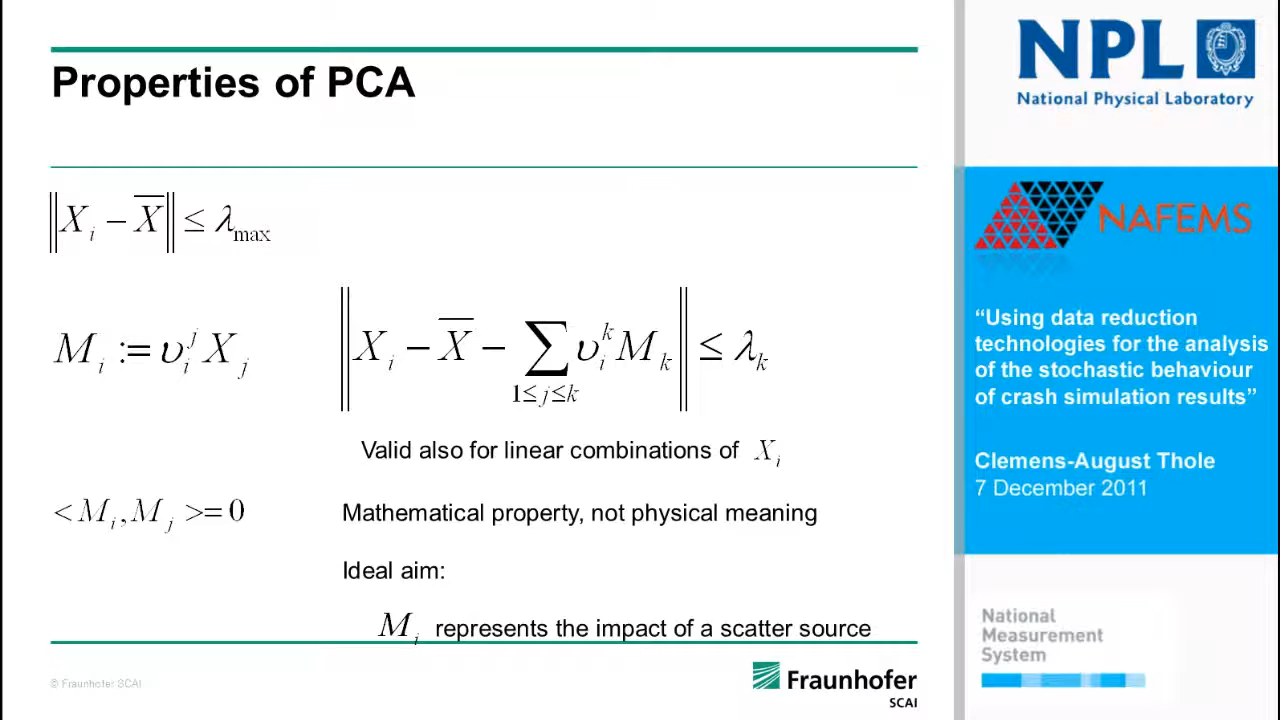 Properties of PCA
‖X_i − X̅‖ ≤ λ_max
M_i := υ_i^j X_j
‖X_i − X̅ − ∑_{1≤j≤k} υ_i^k M_k‖ ≤ λ_k
Valid also for linear combinations of X_i
<M_i, M_j >= 0
Mathematical property, not physical meaning
Ideal aim:
M_i represents the impact of a scatter source
© Fraunhofer SCAI
Fraunhofer
SCAI
NPL
National Physical Laboratory
NAFEMS
“Using data reduction
technologies for the analysis
of the stochastic behaviour
of crash simulation results”
Clemens-August Thole
7 December 2011
National
Measurement
System